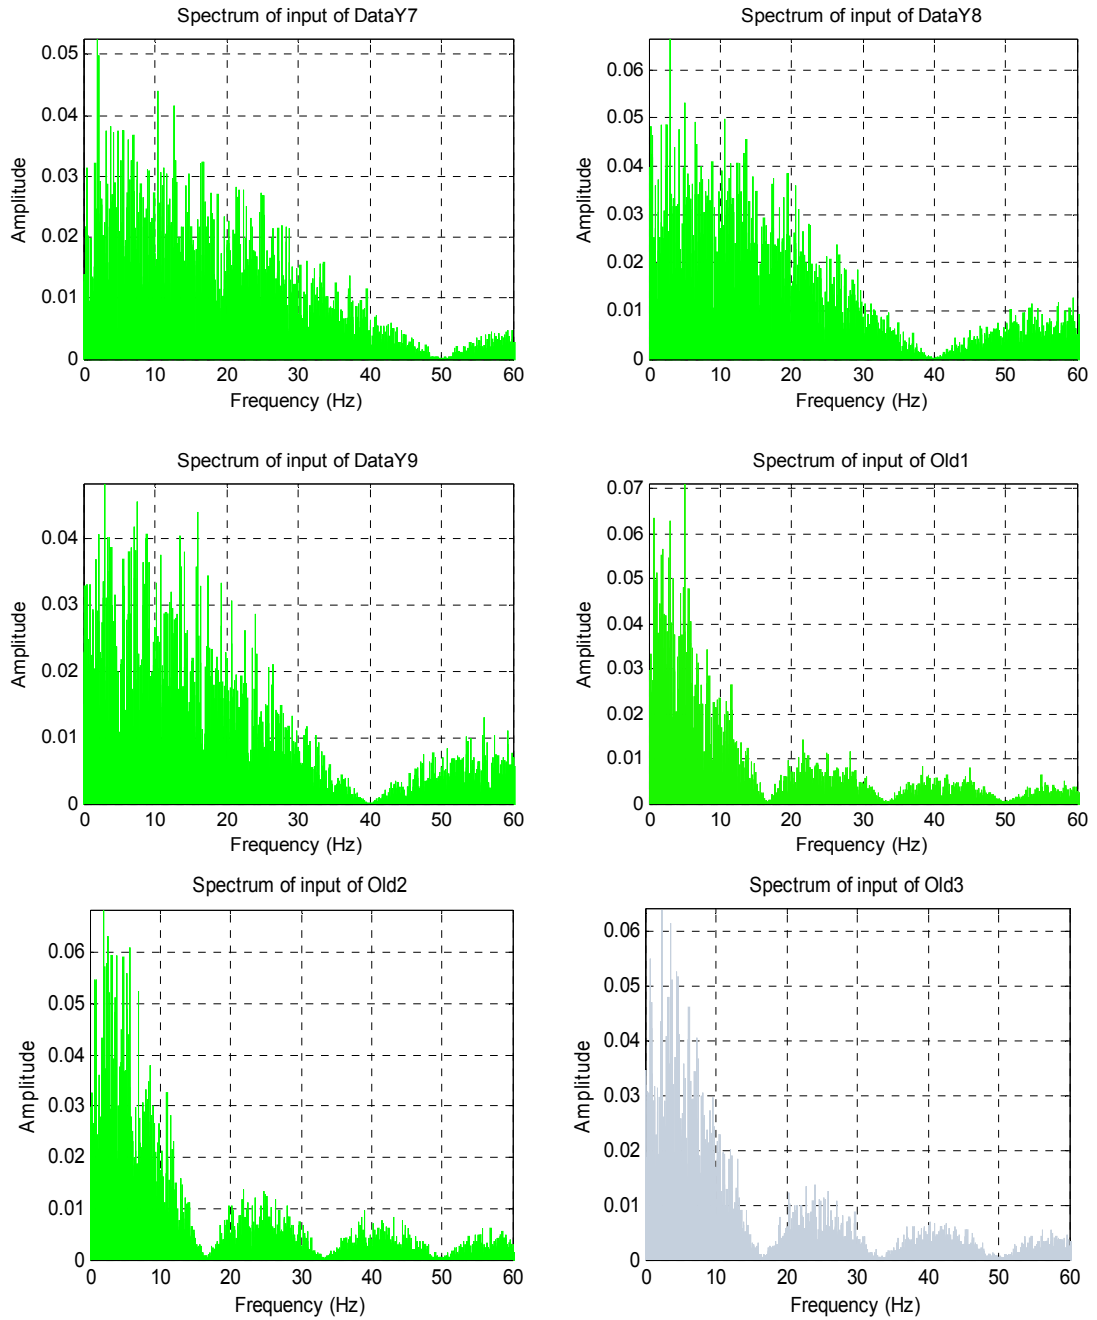 Spectrum of input of DataY7
0.05
0.04
0.03
0.02
0.01
0
Amplitude
0 10 20 30 40 50 60
Frequency (Hz)
Spectrum of input of DataY8
0.06
0.05
0.04
0.03
0.02
0.01
0
Amplitude
0 10 20 30 40 50 60
Frequency (Hz)
Spectrum of input of DataY9
0.04
0.03
0.02
0.01
0
Amplitude
0 10 20 30 40 50 60
Frequency (Hz)
Spectrum of input of Old1
0.07
0.06
0.05
0.04
0.03
0.02
0.01
0
Amplitude
0 10 20 30 40 50 60
Frequency (Hz)
Spectrum of input of Old2
0.06
0.05
0.04
0.03
0.02
0.01
0
Amplitude
0 10 20 30 40 50 60
Frequency (Hz)
Spectrum of input of Old3
0.06
0.05
0.04
0.03
0.02
0.01
0
Amplitude
0 10 20 30 40 50 60
Frequency (Hz)